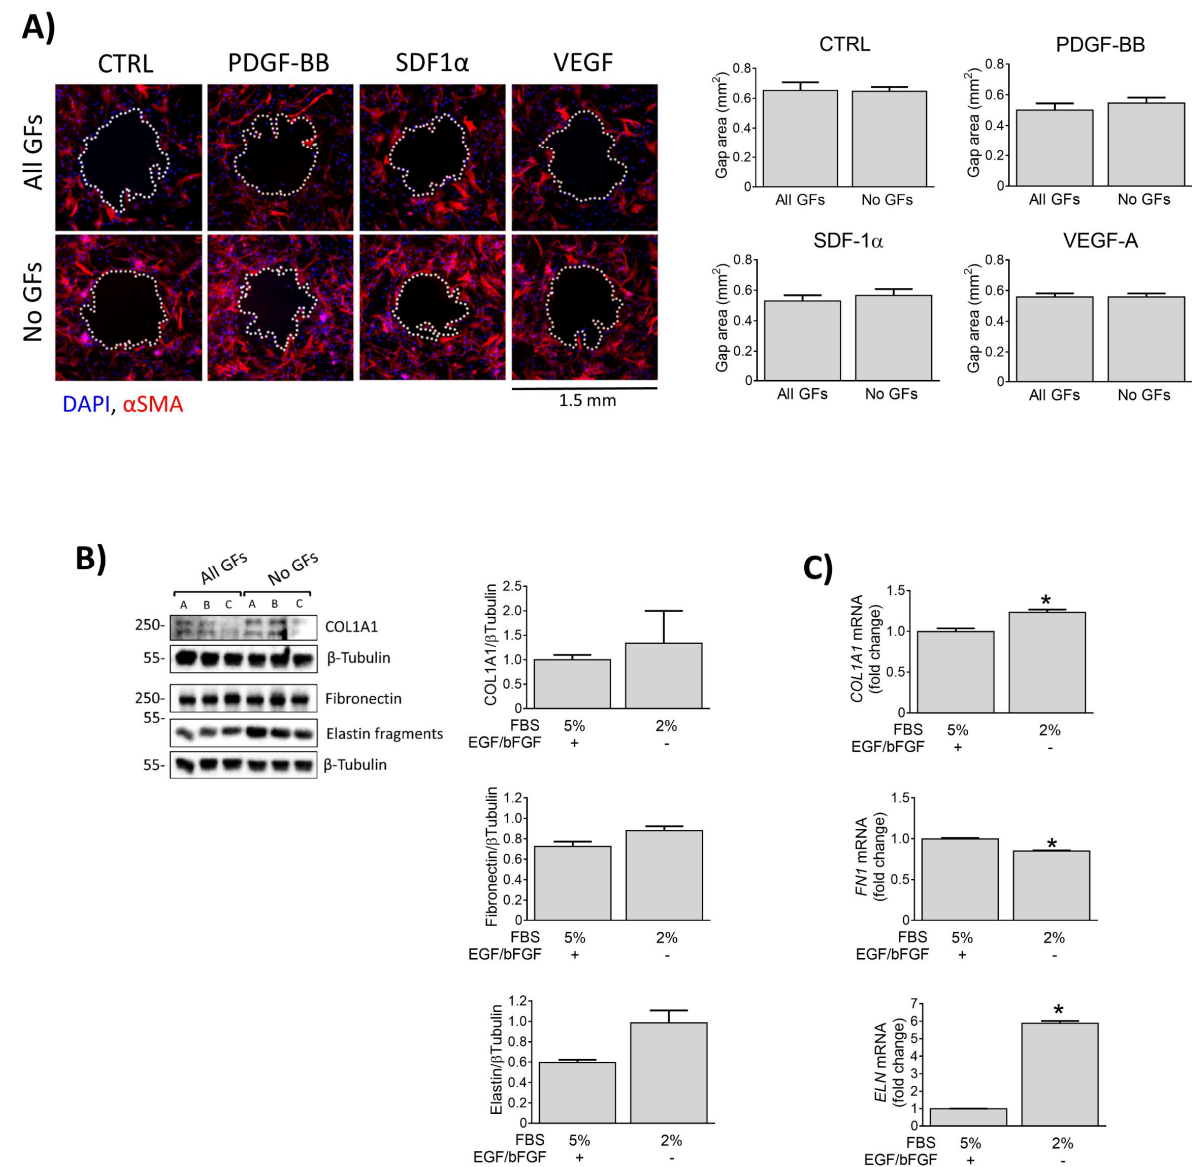 A)
CTRL PDGF-BB SDF1α VEGF
All GFs
No GFs
DAPI, αSMA
1.5 mm
CTRL
Gap area (mm²)
0.8
0.6
0.4
0.2
0
All GFs No GFs
PDGF-BB
Gap area (mm²)
0.8
0.6
0.4
0.2
0
All GFs No GFs
SDF-1α
Gap area (mm²)
0.8
0.6
0.4
0.2
0
All GFs No GFs
VEGF-A
Gap area (mm²)
0.8
0.6
0.4
0.2
0
All GFs No GFs
B)
All GFs No GFs
A B C A B C
250- COL1A1
55- β-Tubulin
250- Fibronectin
55-
Elastin fragments
55- β-Tubulin
COL1A1/βTubulin
2.5
2.0
1.5
1.0
0.5
0
FBS 5% 2%
EGF/bFGF + -
Fibronectin/βTubulin
1.2
1.0
0.8
0.6
0.4
0.2
0
FBS 5% 2%
EGF/bFGF + -
Elastin/βTubulin
1.2
1.0
0.8
0.6
0.4
0.2
0
FBS 5% 2%
EGF/bFGF + -
C)
COL1A1 mRNA
(fold change)
1.5
1.0
0.5
0
*
FBS 5% 2%
EGF/bFGF + -
FN1 mRNA
(fold change)
1.5
1.0
0.5
0
*
FBS 5% 2%
EGF/bFGF + -
ELN mRNA
(fold change)
7
6
5
4
3
2
1
0
*
FBS 5% 2%
EGF/bFGF + -